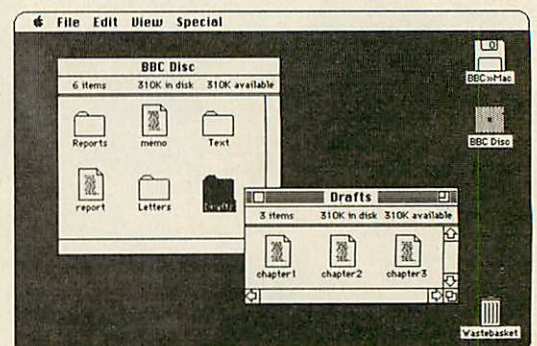 File Edit View Special
BBC Disc
6 items 310K in disk 310K available
Reports memo Text
report Letters Drafts
BBC»Mac
BBC Disc
Drafts
3 items 310K in disk 310K available
chapter1 chapter2 chapter3
Wastebasket